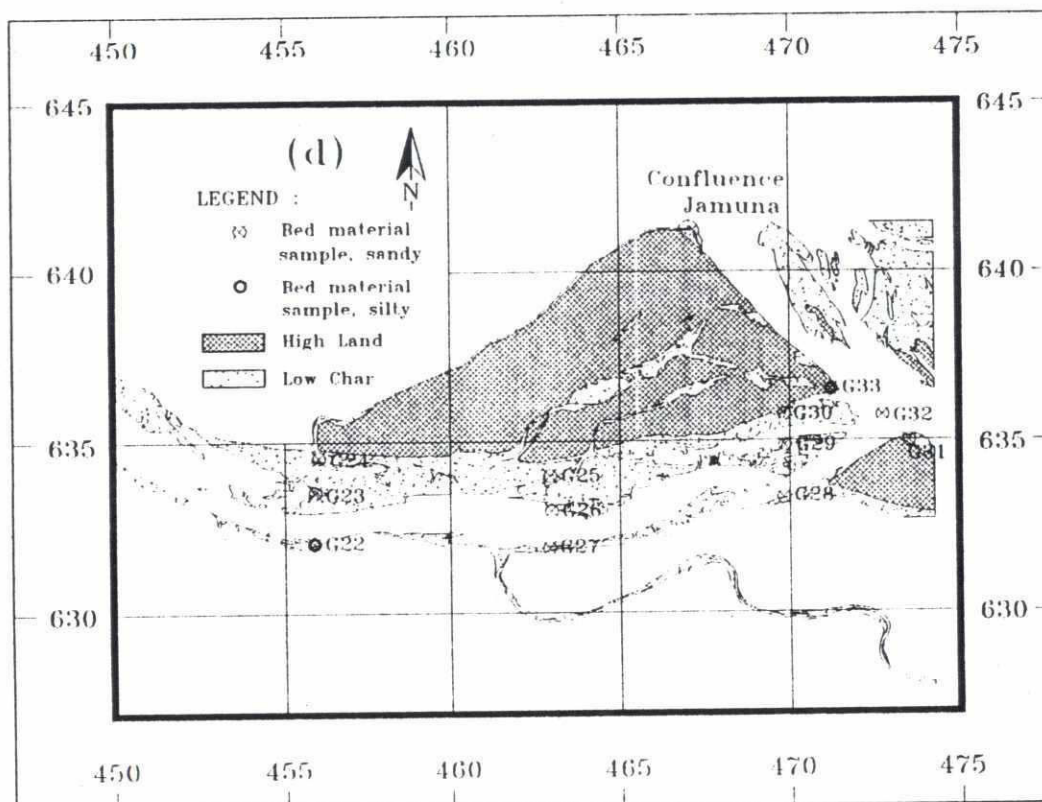 450 455 460 465 470 475
645 645
(d)
N
Confluence
Jamuna
LEGEND :
Bed material
sample, sandy
Bed material
sample, silty
High Land
Low Char
640 640
G33
G30 G32
G29
635 635
G31
G24
G25
G23 G28
G26
G22 G27
630 630
450 455 460 465 470 475